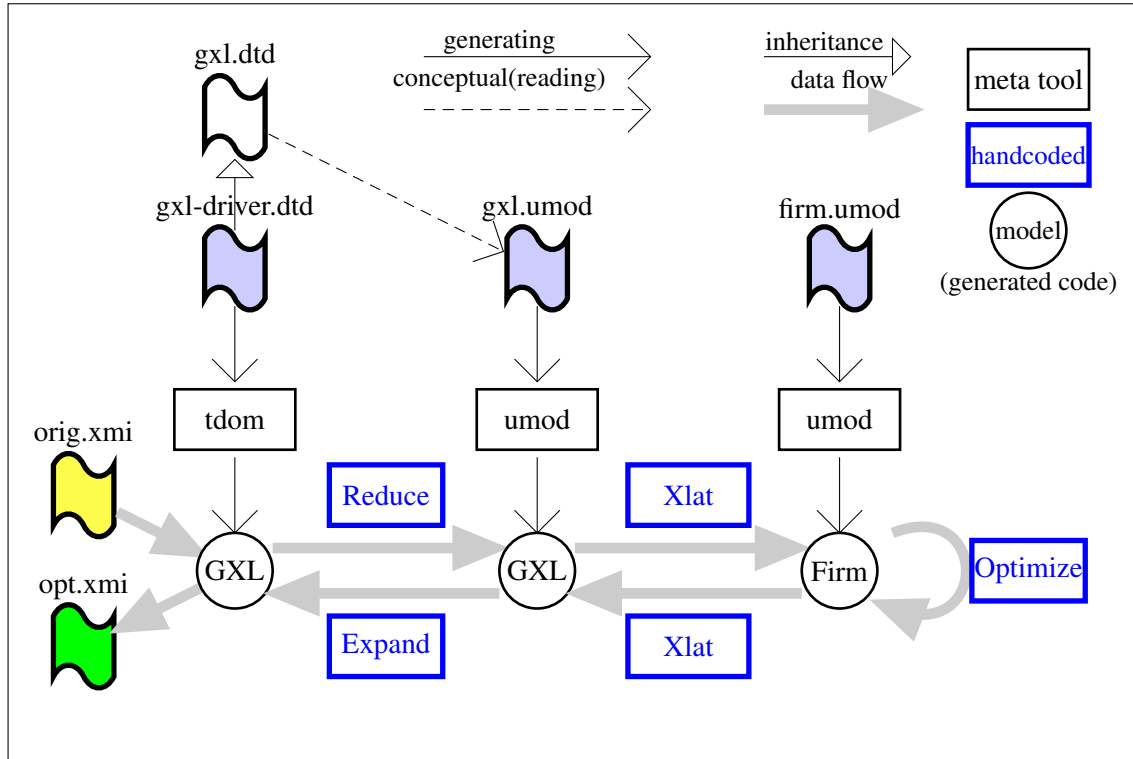 gxl.dtd
generating
inheritance
conceptual(reading)
data flow
meta tool
handcoded
gxl-driver.dtd
gxl.umod
firm.umod
model
(generated code)
tdom
umod
umod
orig.xmi
Reduce
Xlat
GXL
GXL
Firm
Optimize
opt.xmi
Expand
Xlat